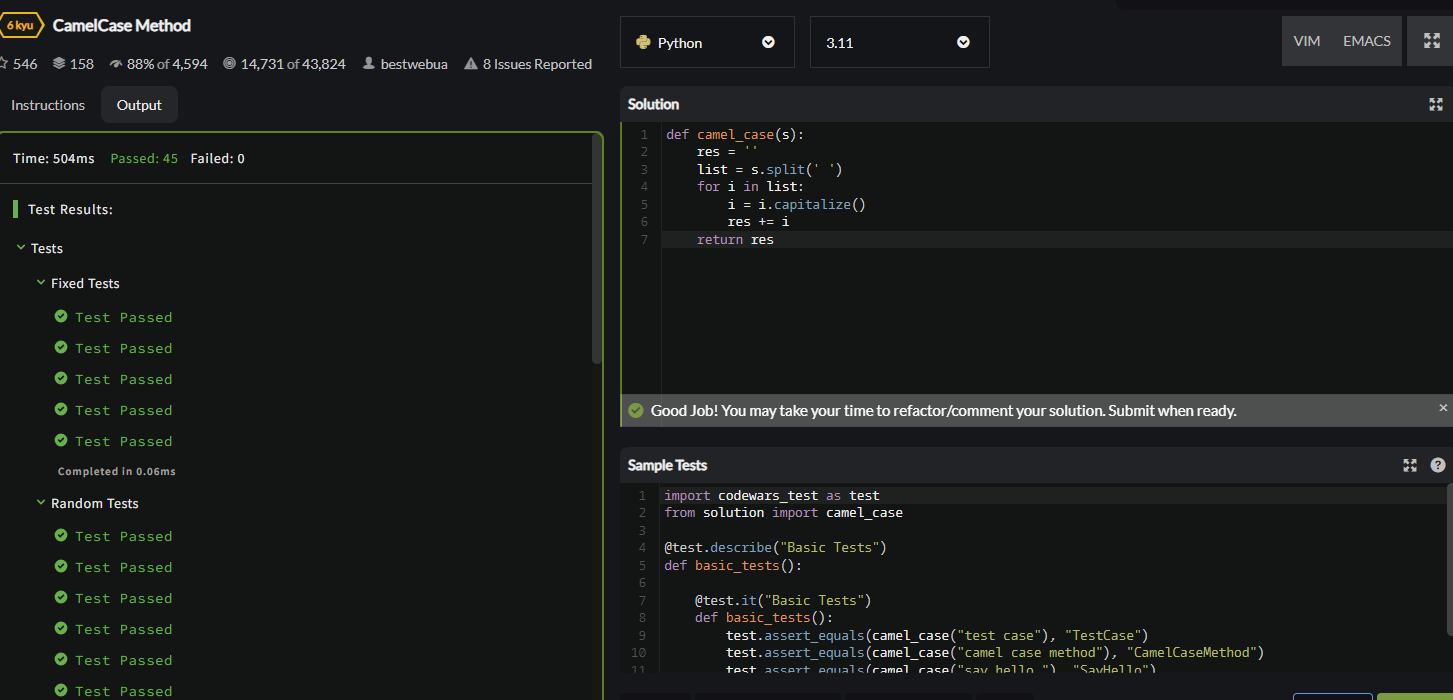 6 kyu CamelCase Method
546 158 88% of 4,594 14,731 of 43,824 bestwebua 8 Issues Reported
Instructions Output
Time: 504ms Passed: 45 Failed: 0
Test Results:
Tests
Fixed Tests
Test Passed
Test Passed
Test Passed
Test Passed
Test Passed
Completed in 0.06ms
Random Tests
Test Passed
Test Passed
Test Passed
Test Passed
Test Passed
Test Passed
Python 3.11 VIM EMACS
Solution
1 def camel_case(s):
2 res = ''
3 list = s.split(' ')
4 for i in list:
5 i = i.capitalize()
6 res += i
7 return res
Good Job! You may take your time to refactor/comment your solution. Submit when ready.
Sample Tests
1 import codewars_test as test
2 from solution import camel_case
3
4 @test.describe("Basic Tests")
5 def basic_tests():
6
7 @test.it("Basic Tests")
8 def basic_tests():
9 test.assert_equals(camel_case("test case"), "TestCase")
10 test.assert_equals(camel_case("camel case method"), "CamelCaseMethod")
11 test.assert_equals(camel_case("say hello "), "SayHello")